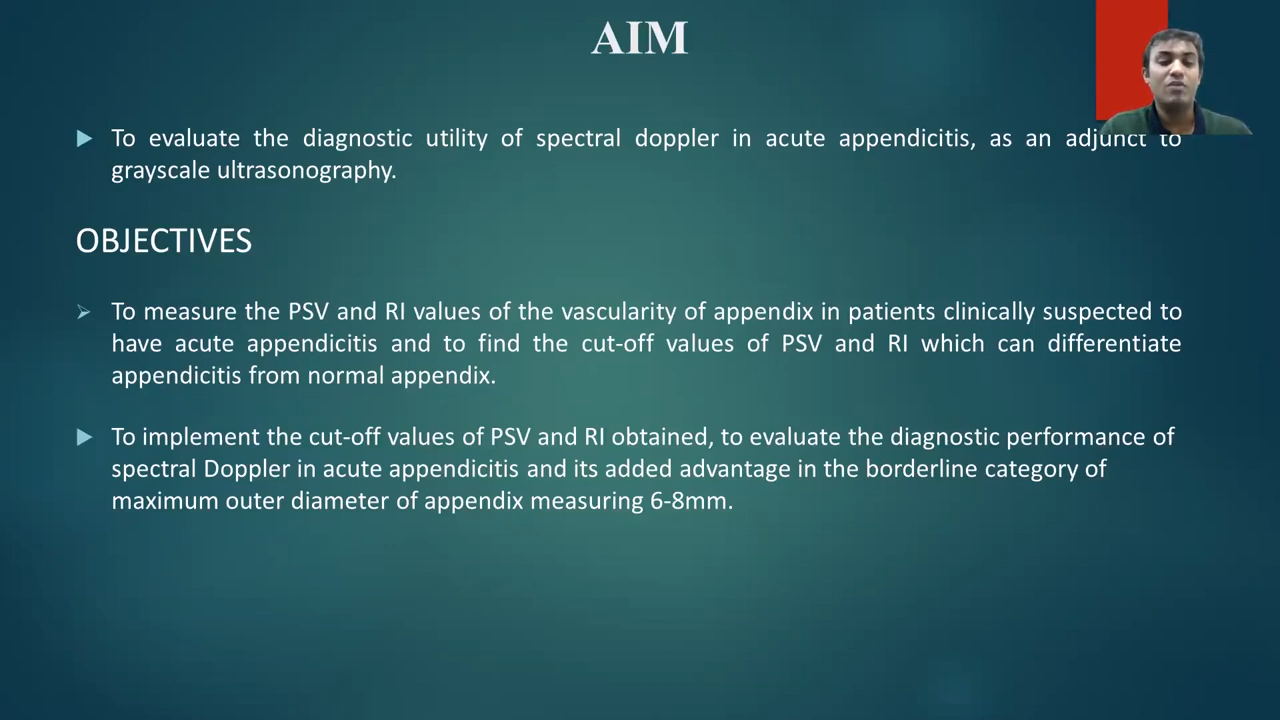 AIM
To evaluate the diagnostic utility of spectral doppler in acute appendicitis, as an adjunct to
grayscale ultrasonography.
OBJECTIVES
To measure the PSV and RI values of the vascularity of appendix in patients clinically suspected to
have acute appendicitis and to find the cut-off values of PSV and RI which can differentiate
appendicitis from normal appendix.
To implement the cut-off values of PSV and RI obtained, to evaluate the diagnostic performance of
spectral Doppler in acute appendicitis and its added advantage in the borderline category of
maximum outer diameter of appendix measuring 6-8mm.